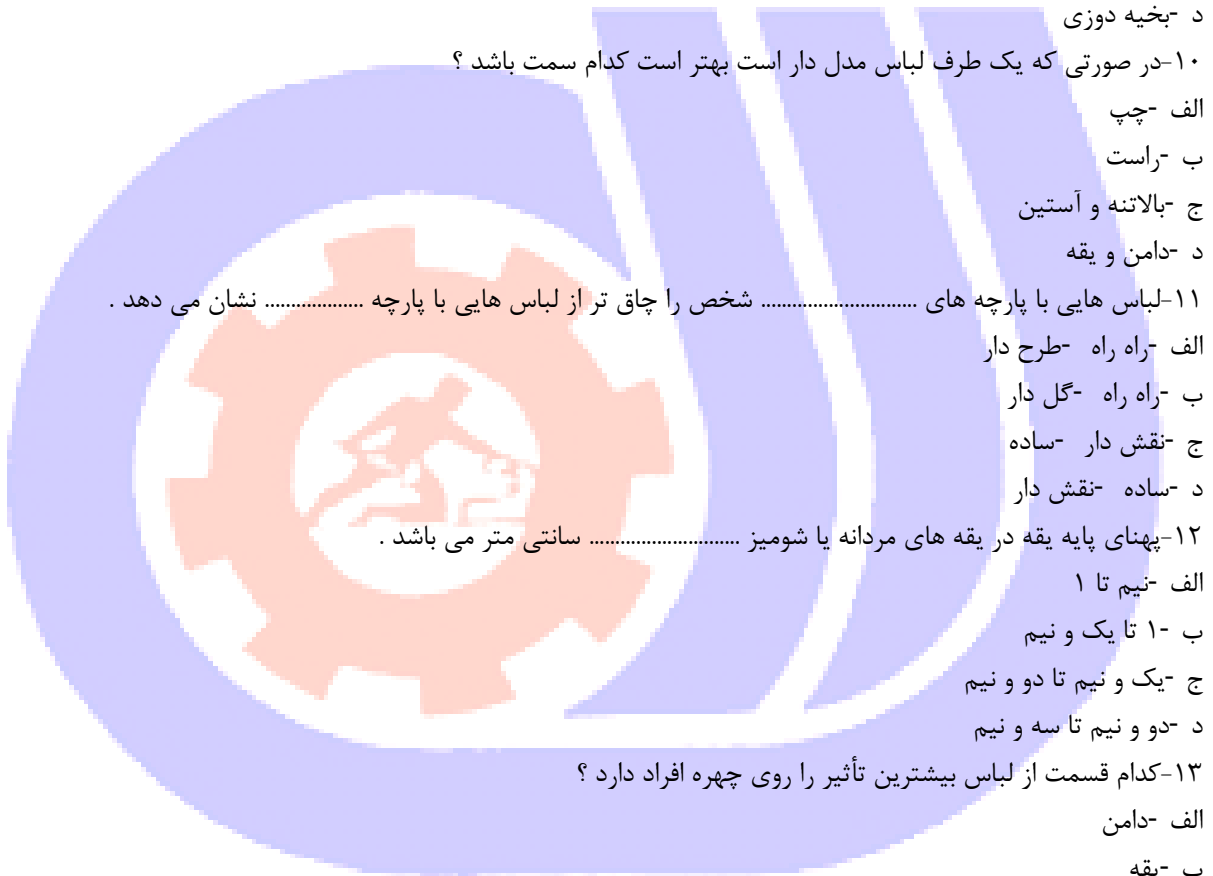 د -بخیه دوزی
۱۰-در صورتی که یک طرف لباس مدل دار است بهتر است کدام سمت باشد ؟
الف -چپ
ب -راست
ج -بالاتنه و آستین
د -دامن و یقه
۱۱-لباس هایی با پارچه های ............................. شخص را چاق تر از لباس هایی با پارچه .................. نشان می دهد .
الف -راه راه -طرح دار
ب -راه راه -گل دار
ج -نقش دار -ساده
د -ساده -نقش دار
۱۲-پهنای پایه یقه در یقه های مردانه یا شومیز ............................ سانتی متر می باشد .
الف -نیم تا ۱
ب -۱ تا یک و نیم
ج -یک و نیم تا دو و نیم
د -دو و نیم تا سه و نیم
۱۳-کدام قسمت از لباس بیشترین تأثیر را روی چهره افراد دارد ؟
الف -دامن
ب -یقه